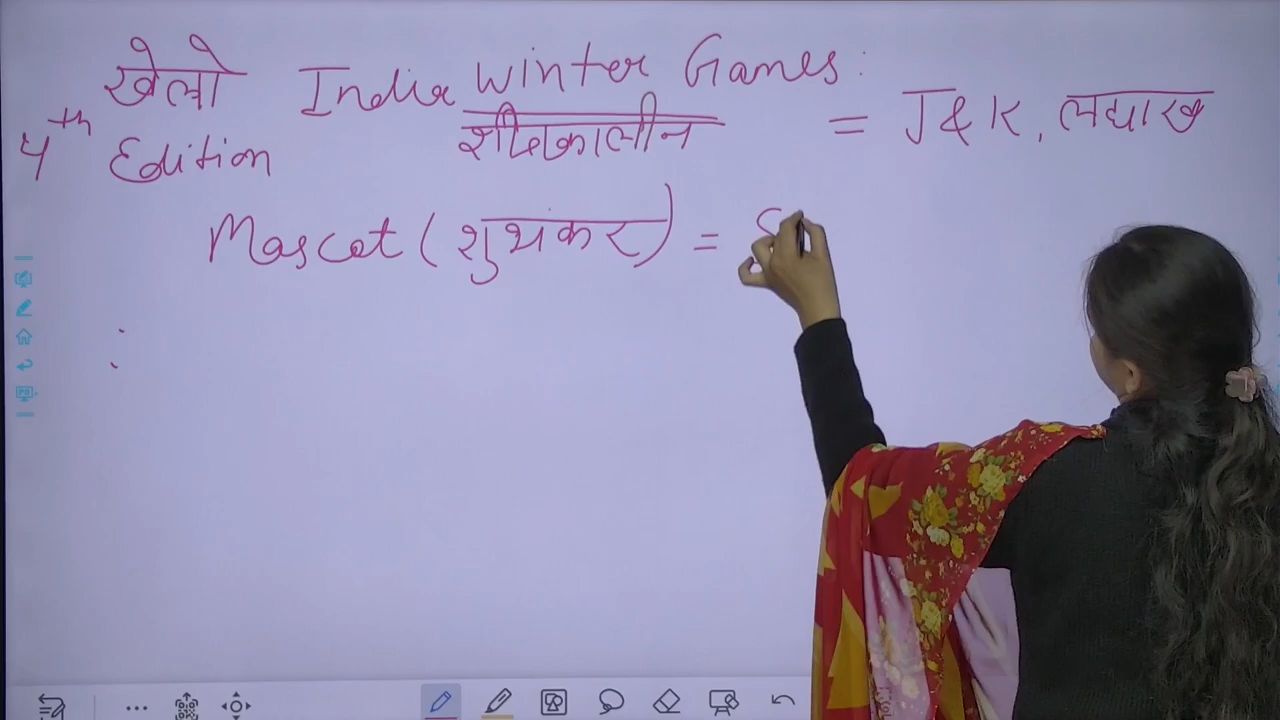 खेलो India winter Games :
शीतकालीन = J&K, लद्दाख
4th Edition
Mascot (शुभंकर) = S